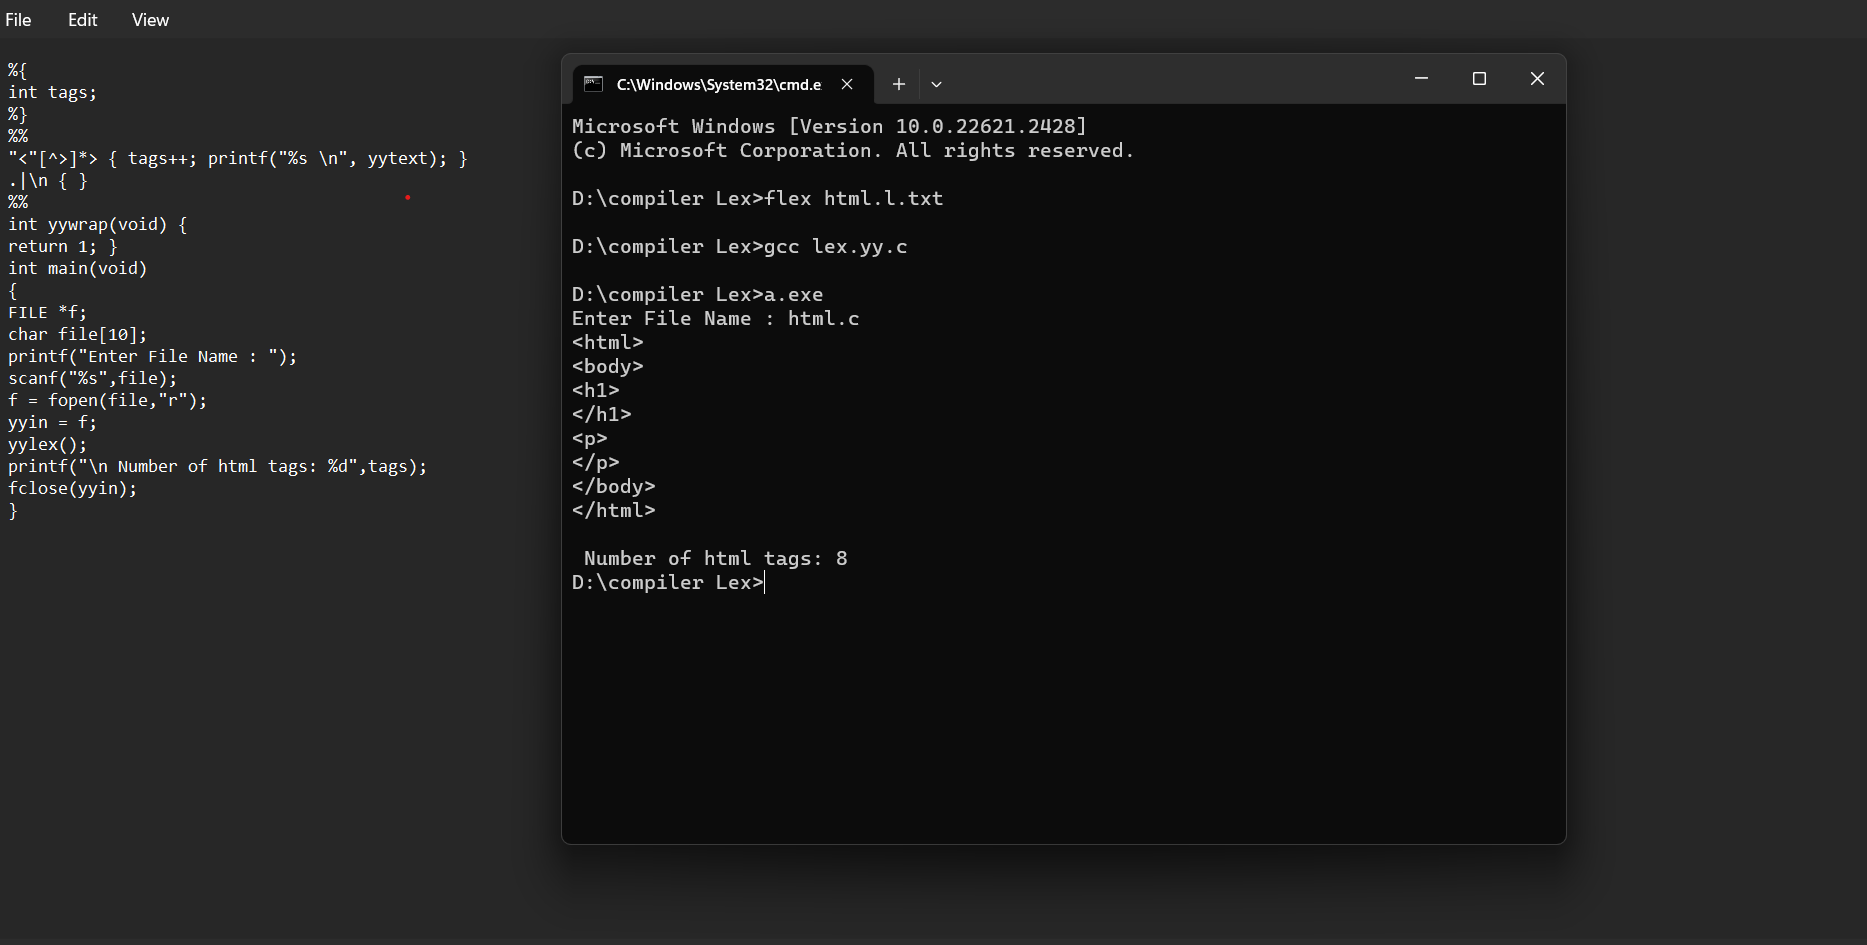 File Edit View
%{
int tags;
%}
%%
"<"[^>]*> { tags++; printf("%s \n", yytext); }
.|\n { }
%%
int yywrap(void) {
return 1; }
int main(void)
{
FILE *f;
char file[10];
printf("Enter File Name : ");
scanf("%s",file);
f = fopen(file,"r");
yyin = f;
yylex();
printf("\n Number of html tags: %d",tags);
fclose(yyin);
}
C:\Windows\System32\cmd.e
Microsoft Windows [Version 10.0.22621.2428]
(c) Microsoft Corporation. All rights reserved.
D:\compiler Lex>flex html.l.txt
D:\compiler Lex>gcc lex.yy.c
D:\compiler Lex>a.exe
Enter File Name : html.c
<html>
<body>
<h1>
</h1>
<p>
</p>
</body>
</html>
Number of html tags: 8
D:\compiler Lex>